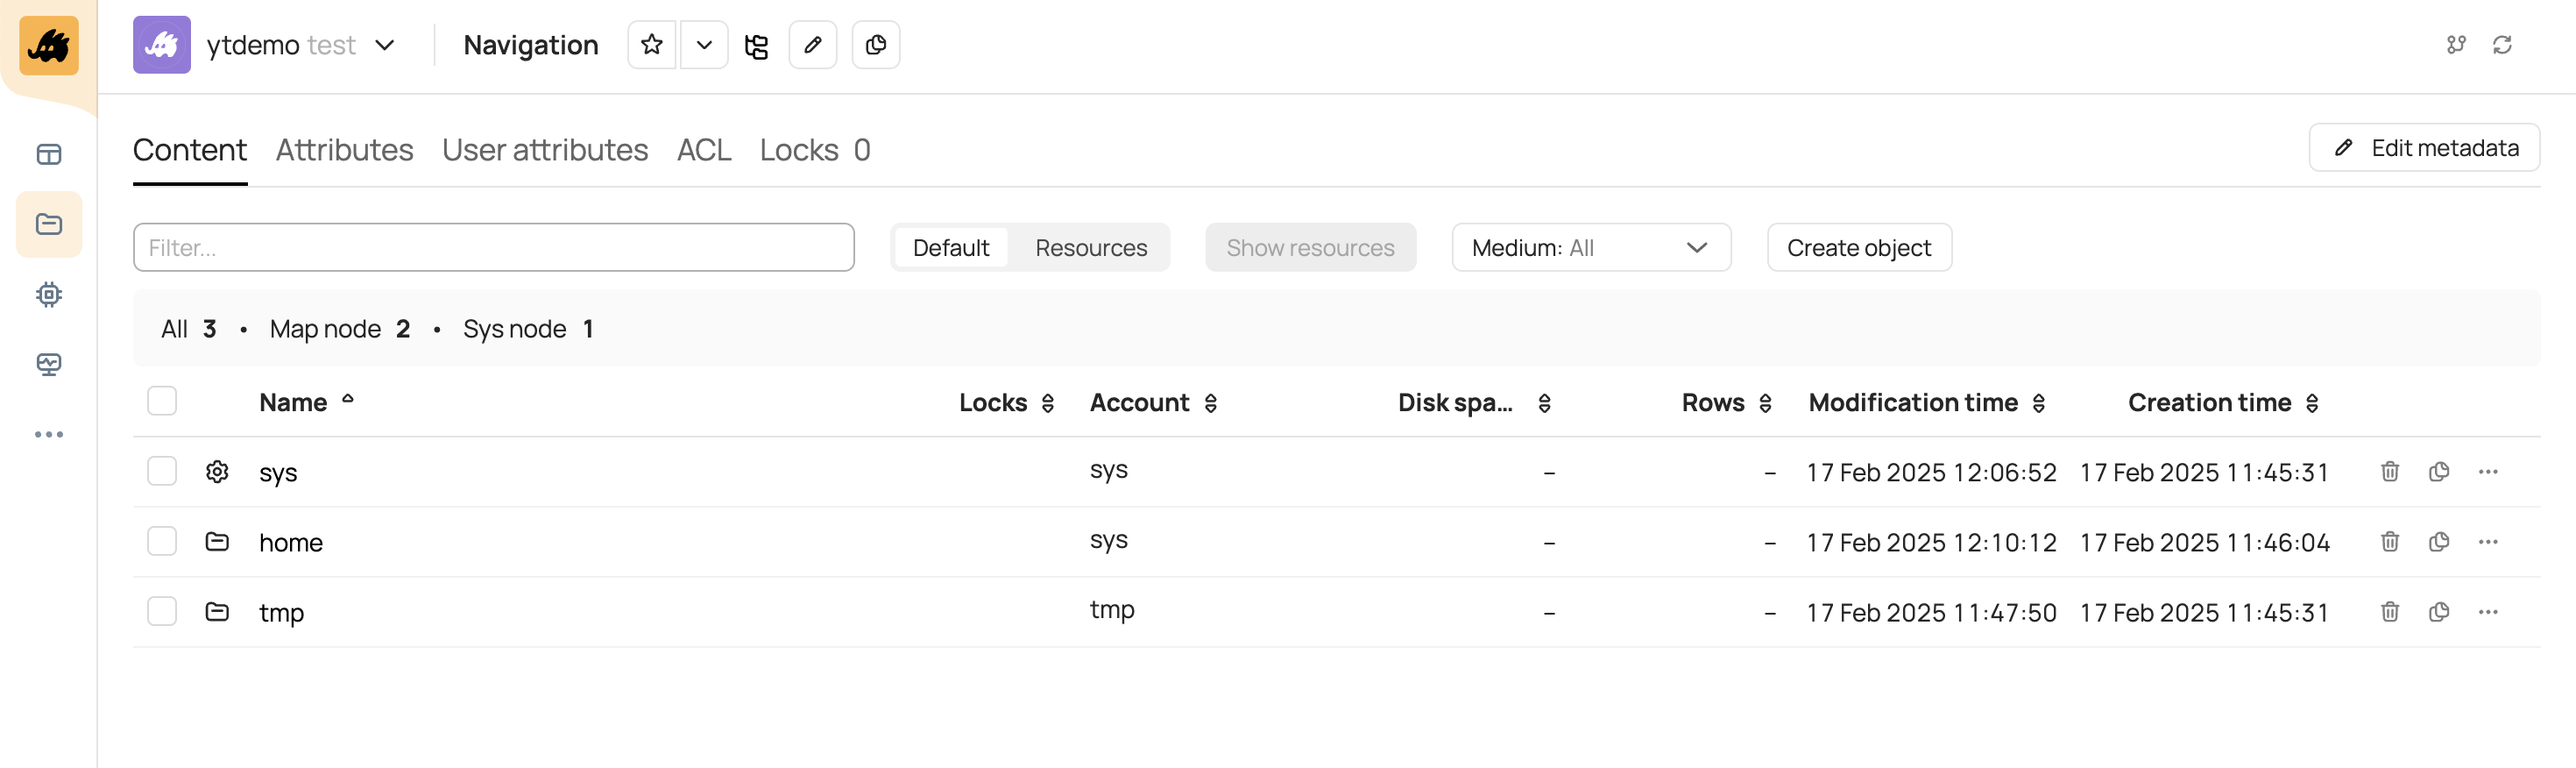 ytdemo test Navigation
Content Attributes User attributes ACL Locks 0 Edit metadata
Filter... Default Resources Show resources Medium: All Create object
All 3 • Map node 2 • Sys node 1
Name Locks Account Disk spa... Rows Modification time Creation time
sys sys – – 17 Feb 2025 12:06:52 17 Feb 2025 11:45:31
home sys – – 17 Feb 2025 12:10:12 17 Feb 2025 11:46:04
tmp tmp – – 17 Feb 2025 11:47:50 17 Feb 2025 11:45:31